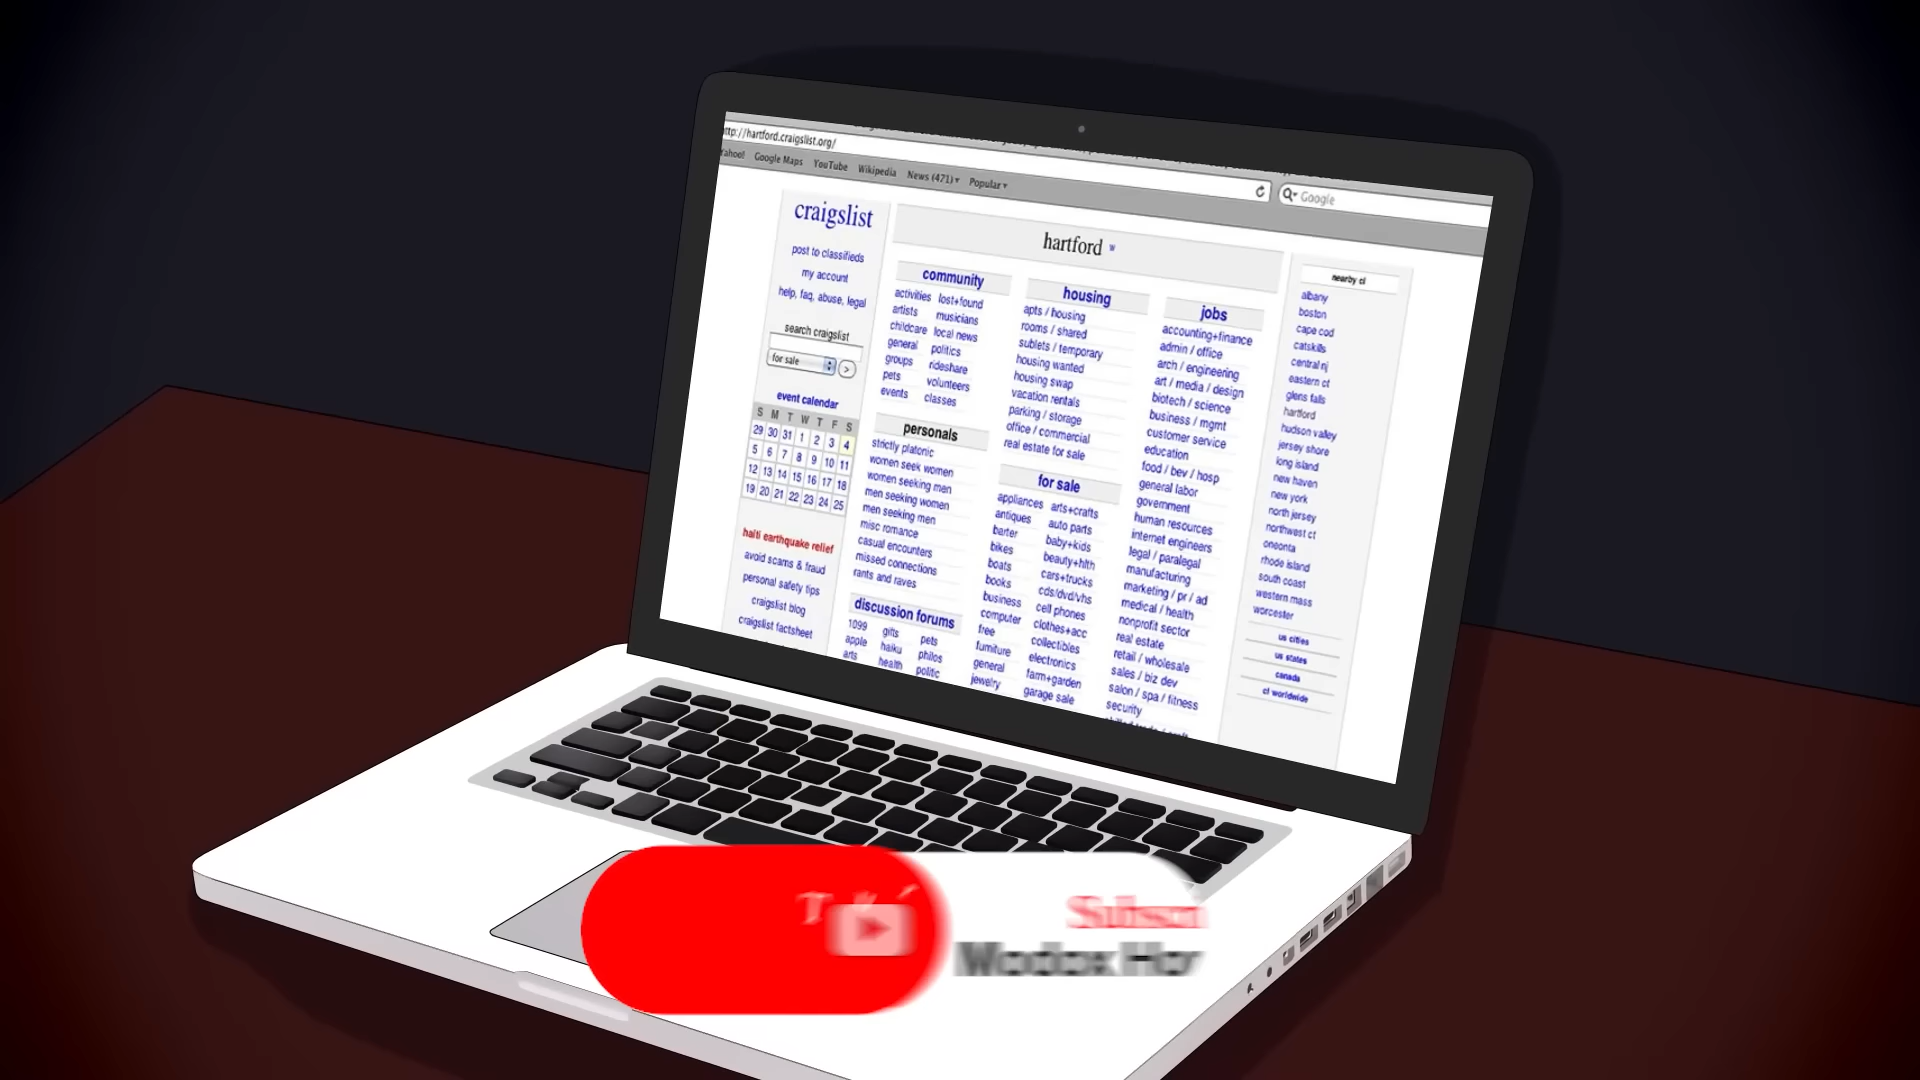 ttp://hartford.craigslist.org/
Google
Yahoo! Google Maps YouTube Wikipedia News (471) Popular
craigslist
post to classifieds
my account
help, faq, abuse, legal
search craigslist
for sale
>
event calendar
S M T W T F S
29 30 31 1 2 3 4
5 6 7 8 9 10 11
12 13 14 15 16 17 18
19 20 21 22 23 24 25
haiti earthquake relief
avoid scams & fraud
personal safety tips
craigslist blog
craigslist factsheet
hartford w
community
activities lost+found
artists musicians
childcare local news
general politics
groups rideshare
pets volunteers
events classes
personals
strictly platonic
women seek women
women seeking men
men seeking women
men seeking men
misc romance
casual encounters
missed connections
rants and raves
discussion forums
1099 gifts pets
apple haiku philos
arts health politic
housing
apts / housing
rooms / shared
sublets / temporary
housing wanted
housing swap
vacation rentals
parking / storage
office / commercial
real estate for sale
for sale
appliances arts+crafts
antiques auto parts
barter baby+kids
bikes beauty+hlth
boats cars+trucks
books cds/dvd/vhs
business cell phones
computer clothes+acc
free collectibles
furniture electronics
general farm+garden
jewelry garage sale
jobs
accounting+finance
admin / office
arch / engineering
art / media / design
biotech / science
business / mgmt
customer service
education
food / bev / hosp
general labor
government
human resources
internet engineers
legal / paralegal
manufacturing
marketing / pr / ad
medical / health
nonprofit sector
real estate
retail / wholesale
sales / biz dev
salon / spa / fitness
security
nearby cl
albany
boston
cape cod
catskills
central nj
eastern ct
glens falls
hartford
hudson valley
jersey shore
long island
new haven
new york
north jersey
northwest ct
oneonta
rhode island
south coast
western mass
worcester
us cities
us states
canada
cl worldwide
Subscr